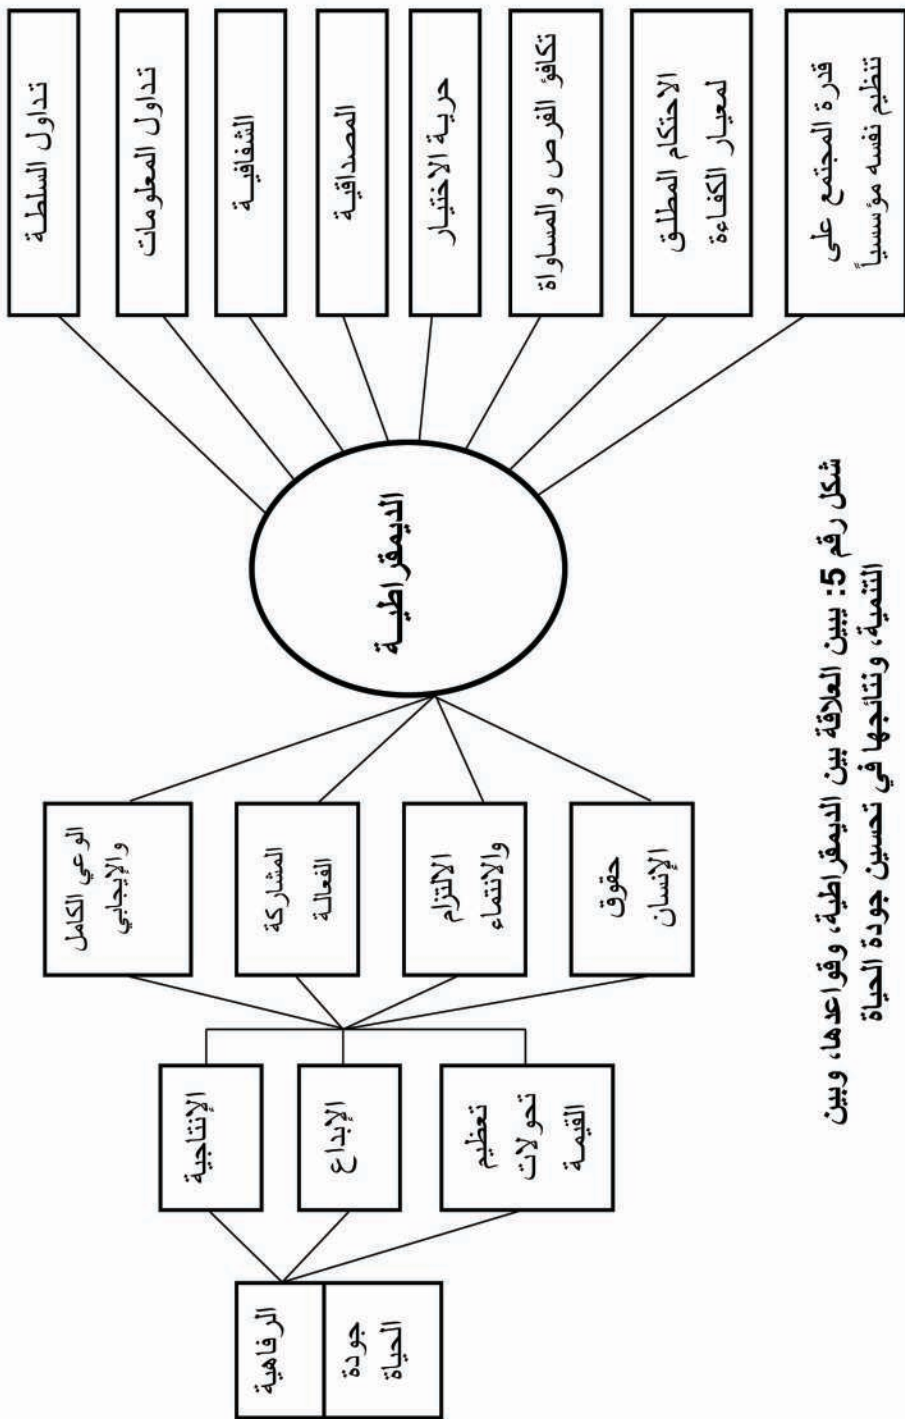 تداول السلطة
تداول المعلومات
الشفافية
المصداقية
حرية الاختيار
تكافؤ الفرص والمساواة
الاحتكام المطلق
لمعيار الكفاءة
قدرة المجتمع على
تنظيم نفسه مؤسسياً
الديمقراطية
الوعي الكامل
والإيجابي
المشاركة
الفعالة
الالتزام
والانتماء
حقوق
الإنسان
الإنتاجية
الإبداع
تعظيم
تحولات
القيمة
الرفاهية
جودة
الحياة
شكل رقم 5: يبين العلاقة بين الديمقراطية، وقواعدها، وبين
التنمية، ونتائجها في تحسين جودة الحياة